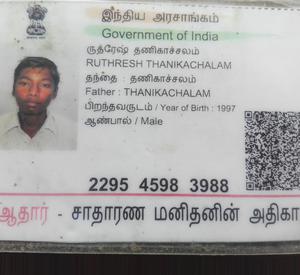 இந்திய அரசாங்கம்
Government of India
ருத்ரேஷ் தணிகாச்சலம்
RUTHRESH THANIKACHALAM
தந்தை : தணிகாச்சலம்
Father : THANIKACHALAM
பிறந்தவருடம் / Year of Birth : 1997
ஆண்பால் / Male
2295 4598 3988
ஆதார் - சாதாரண மனிதனின் அதிகா